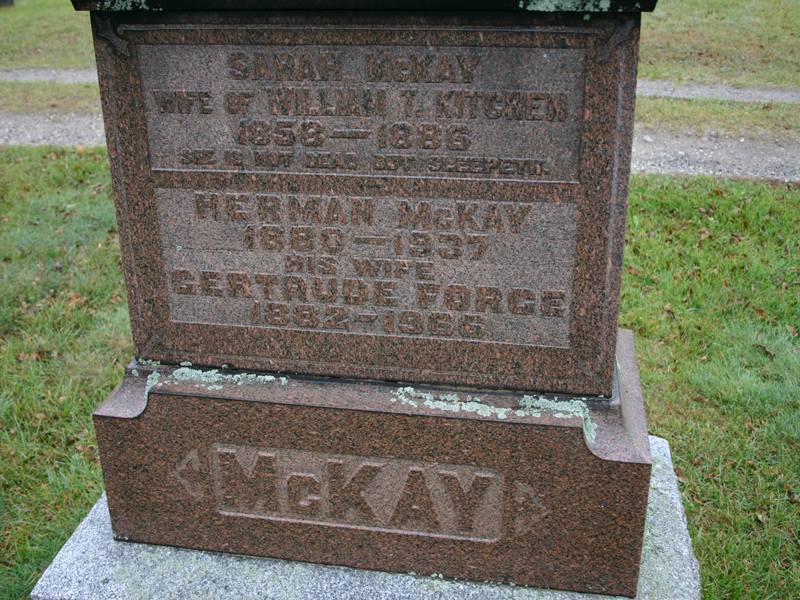 SARAH McKAY
WIFE OF WILLIAM T. KITCHEN
1858—1886
SHE IS NOT DEAD BUT SLEEPETH.
HERMAN McKAY
1880—1937
HIS WIFE
GERTRUDE FORCE
1892-1966
McKAY